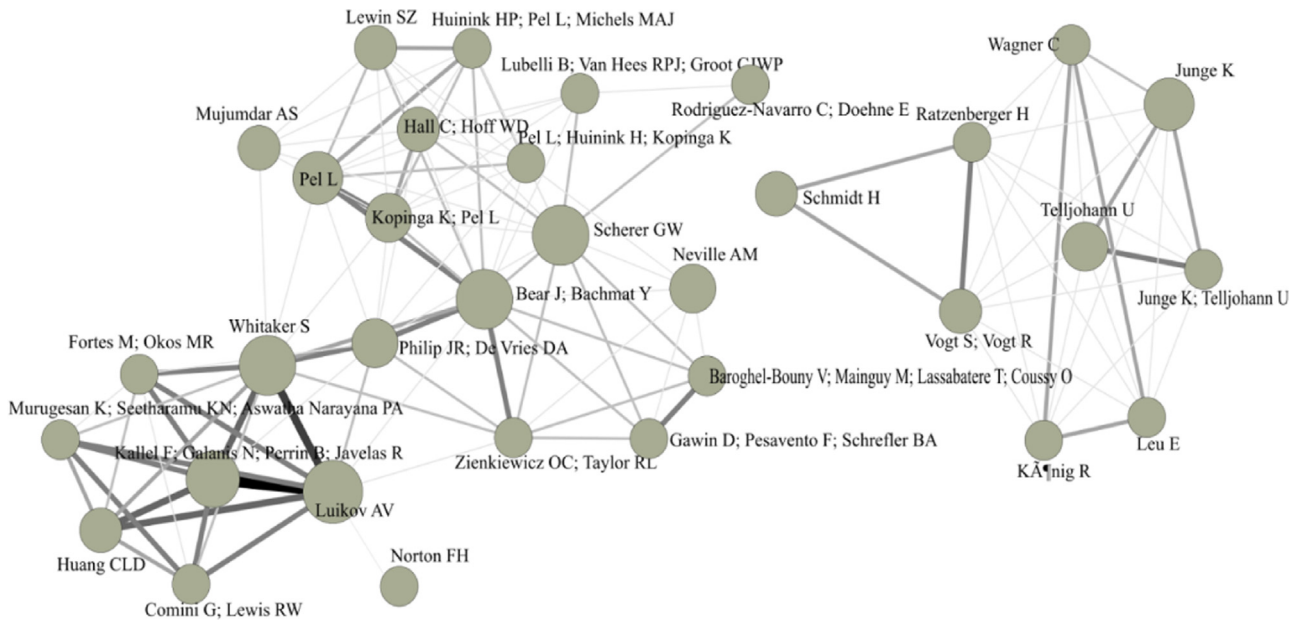 Lewin SZ
Huinink HP; Pel L; Michels MAJ
Lubelli B; Van Hees RPJ; Groot CJWP
Rodriguez-Navarro C; Doehne E
Mujumdar AS
Hall C; Hoff WD
Pel L; Huinink H; Kopinga K
Pel L
Kopinga K; Pel L
Scherer GW
Neville AM
Bear J; Bachmat Y
Whitaker S
Philip JR; De Vries DA
Fortes M; Okos MR
Baroghel-Bouny V; Mainguy M; Lassabatere T; Coussy O
Murugesan K; Seetharamu KN; Aswatha Narayana PA
Gawin D; Pesavento F; Schrefler BA
Kallel F; Galanis N; Perrin B; Javelas R
Zienkiewicz OC; Taylor RL
Luikov AV
Huang CLD
Norton FH
Comini G; Lewis RW
Wagner C
Junge K
Ratzenberger H
Schmidt H
Telljohann U
Junge K; Telljohann U
Vogt S; Vogt R
Leu E
KÃ¶nig R